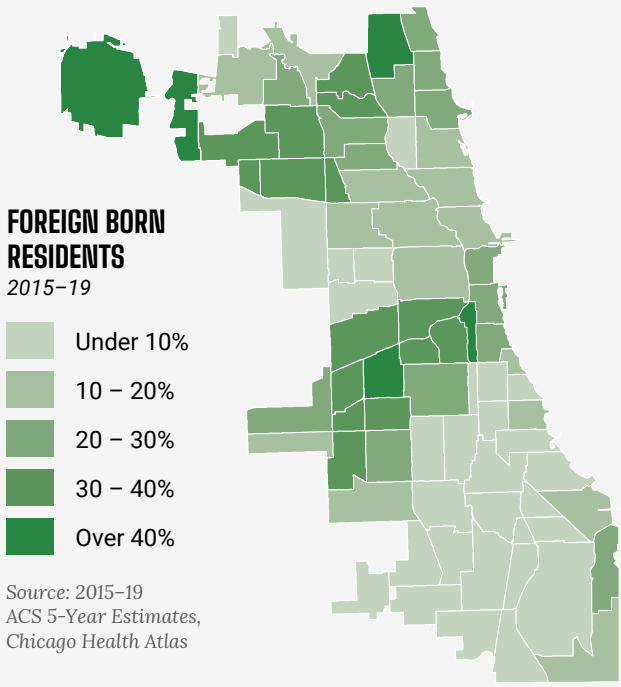 FOREIGN BORN
RESIDENTS
2015–19
Under 10%
10 – 20%
20 – 30%
30 – 40%
Over 40%
Source: 2015–19
ACS 5-Year Estimates,
Chicago Health Atlas